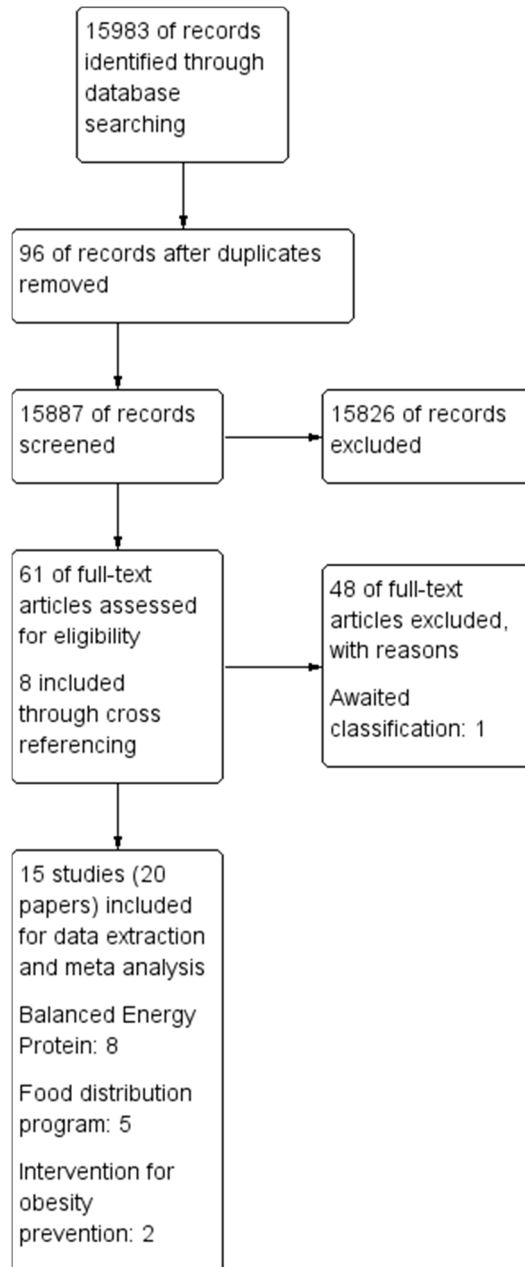 15983 of records
identified through
database
searching
96 of records after duplicates
removed
15887 of records
screened
15826 of records
excluded
61 of full-text
articles assessed
for eligibility
8 included
through cross
referencing
48 of full-text
articles excluded,
with reasons
Awaited
classification: 1
15 studies (20
papers) included
for data extraction
and meta analysis
Balanced Energy
Protein: 8
Food distribution
program: 5
Intervention for
obesity
prevention: 2